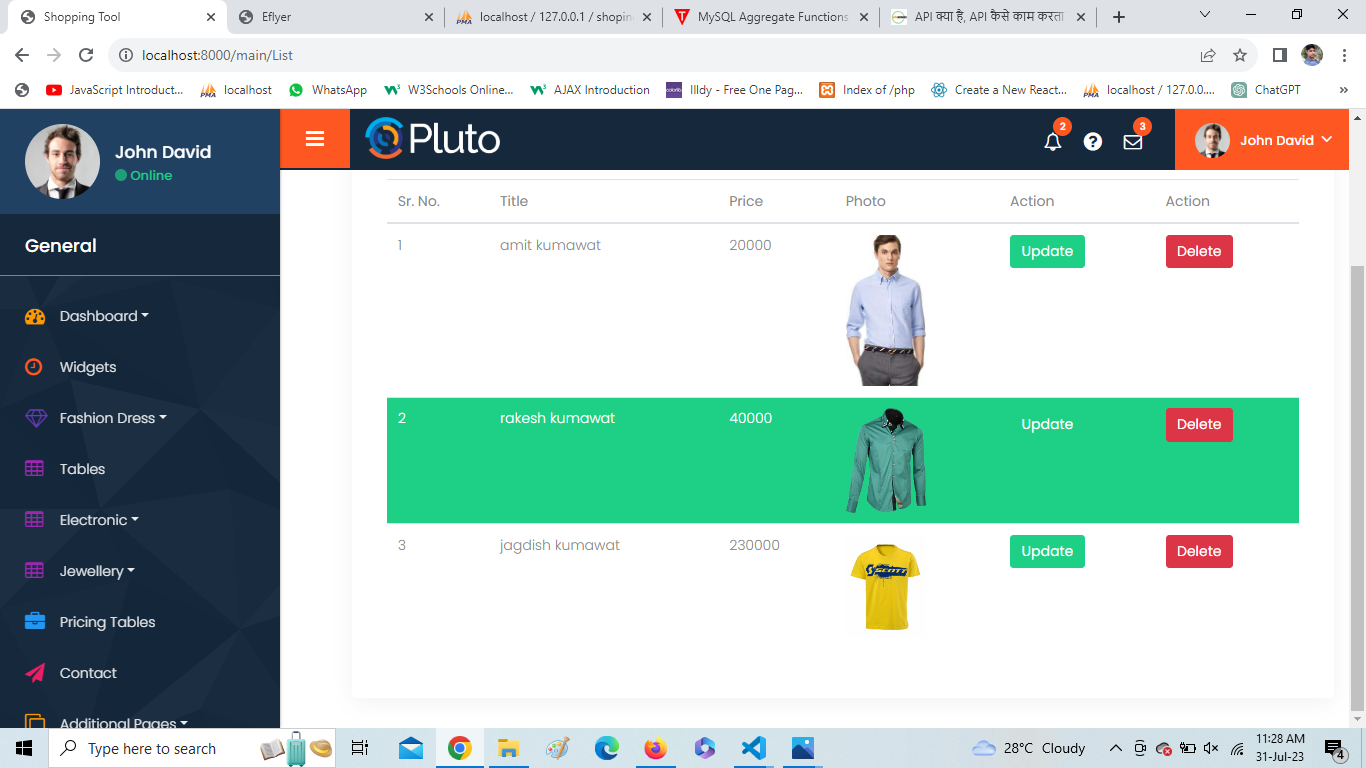 Shopping Tool
Eflyer
localhost / 127.0.0.1 / shopin
MySQL Aggregate Functions
API क्या है, API कैसे काम करता
localhost:8000/main/List
JavaScript Introduct...
localhost
WhatsApp
W3Schools Online...
AJAX Introduction
Illdy - Free One Pag...
Index of /php
Create a New React...
localhost / 127.0.0....
ChatGPT
»
John David
Online
Pluto
2
3
John David
General
Dashboard
Widgets
Fashion Dress
Tables
Electronic
Jewellery
Pricing Tables
Contact
Additional Pages
Sr. No. Title Price Photo Action Action
1 amit kumawat 20000 Update Delete
2 rakesh kumawat 40000 Update Delete
3 jagdish kumawat 230000 Update Delete
SCOTT
Type here to search
28°C Cloudy
11:28 AM
31-Jul-23
4